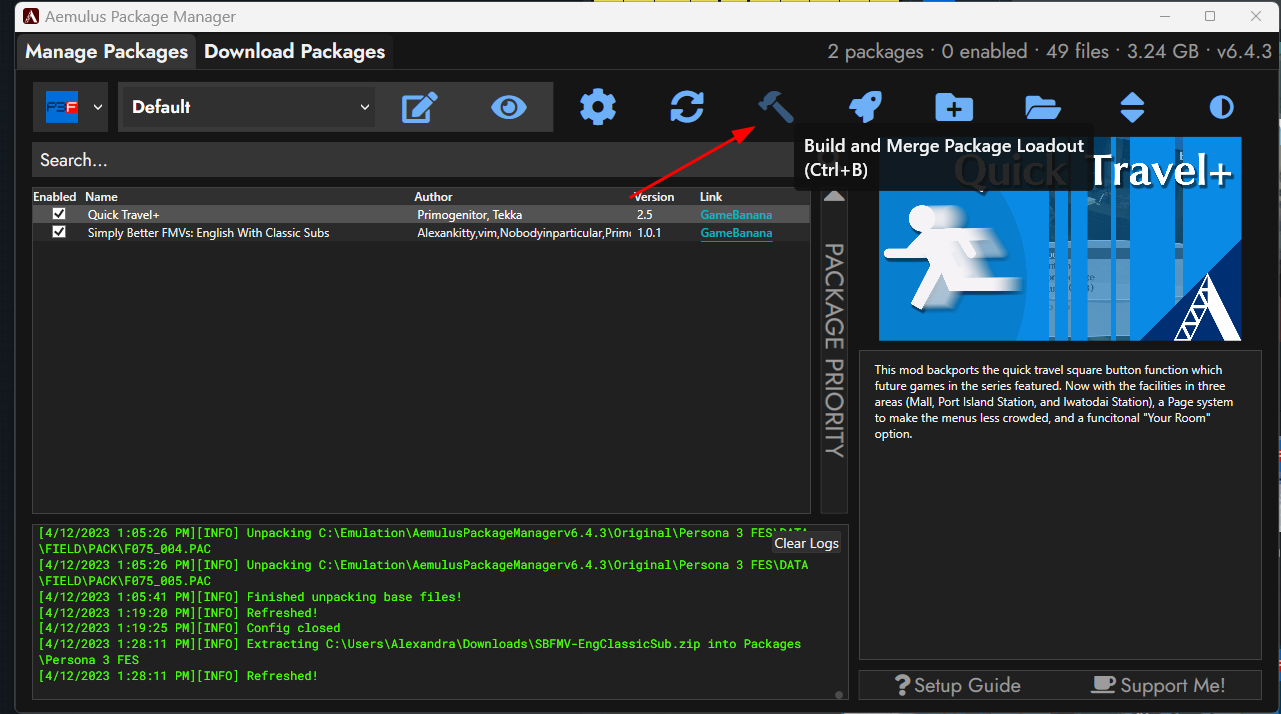 Aemulus Package Manager
Manage Packages Download Packages 2 packages · 0 enabled · 49 files · 3.24 GB · v6.4.3
P3F Default
Build and Merge Package Loadout
(Ctrl+B)
Search...
Quick Travel+
Enabled Name Author Version Link
Quick Travel+ Primogenitor, Tekka 2.5 GameBanana
Simply Better FMVs: English With Classic Subs Alexankitty,vim,Nobodyinparticular,Primo 1.0.1 GameBanana
PACKAGE PRIORITY
This mod backports the quick travel square button function which
future games in the series featured. Now with the facilities in three
areas (Mall, Port Island Station, and Iwatodai Station), a Page system
to make the menus less crowded, and a funcitonal "Your Room"
option.
[4/12/2023 1:05:26 PM][INFO] Unpacking C:\Emulation\AemulusPackageManagerv6.4.3\Original\Persona 3 FES\DATA
\FIELD\PACK\F075_004.PAC
Clear Logs
[4/12/2023 1:05:26 PM][INFO] Unpacking C:\Emulation\AemulusPackageManagerv6.4.3\Original\Persona 3 FES\DATA
\FIELD\PACK\F075_005.PAC
[4/12/2023 1:05:41 PM][INFO] Finished unpacking base files!
[4/12/2023 1:19:20 PM][INFO] Refreshed!
[4/12/2023 1:19:25 PM][INFO] Config closed
[4/12/2023 1:28:11 PM][INFO] Extracting C:\Users\Alexandra\Downloads\SBFMV-EngClassicSub.zip into Packages
\Persona 3 FES
[4/12/2023 1:28:11 PM][INFO] Refreshed!
Setup Guide Support Me!